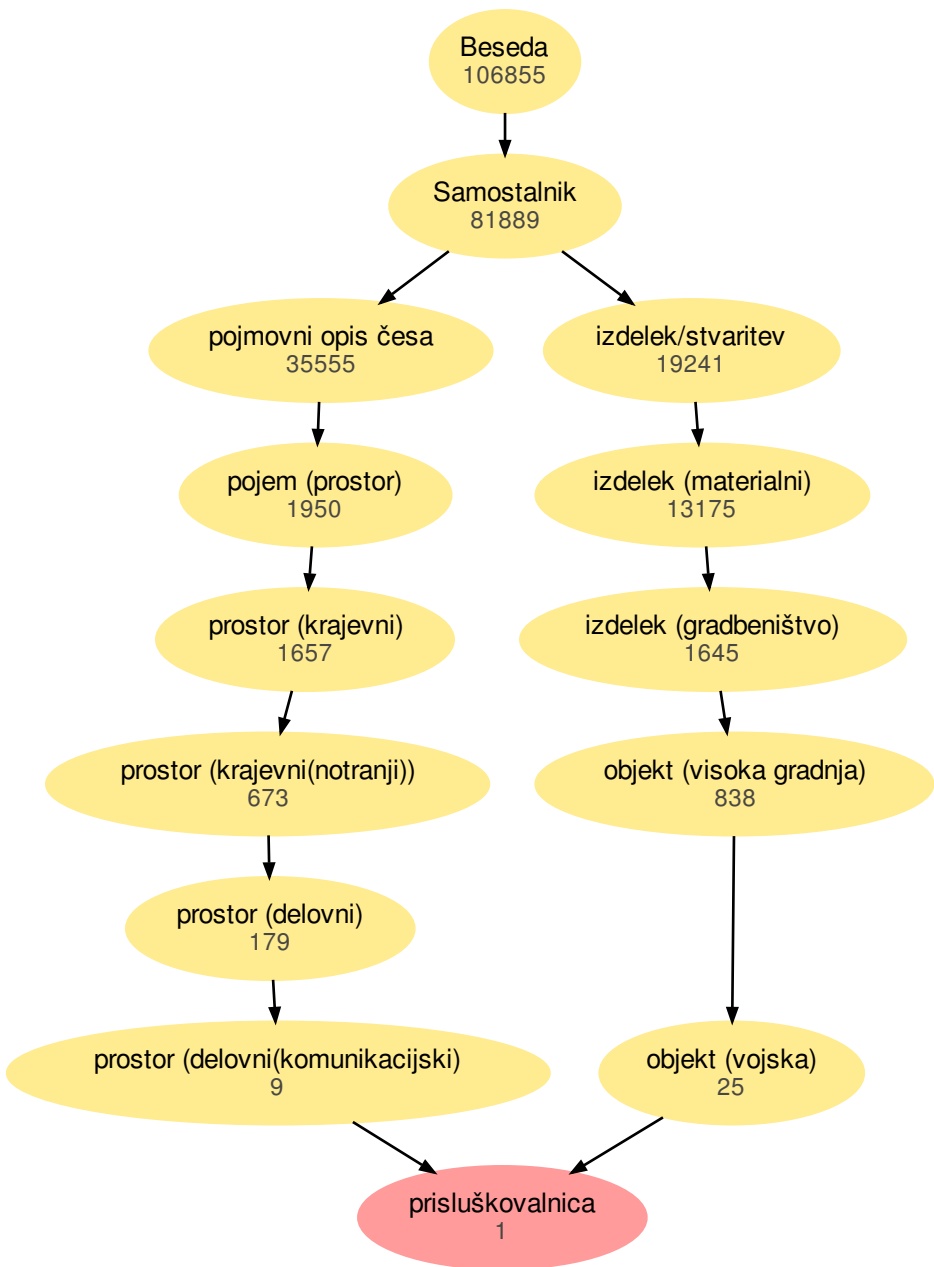 Beseda
106855
Samostalnik
81889
pojmovni opis česa
35555
izdelek/stvaritev
19241
pojem (prostor)
1950
izdelek (materialni)
13175
prostor (krajevni)
1657
izdelek (gradbeništvo)
1645
prostor (krajevni(notranji))
673
objekt (visoka gradnja)
838
prostor (delovni)
179
prostor (delovni(komunikacijski)
9
objekt (vojska)
25
prisluškovalnica
1